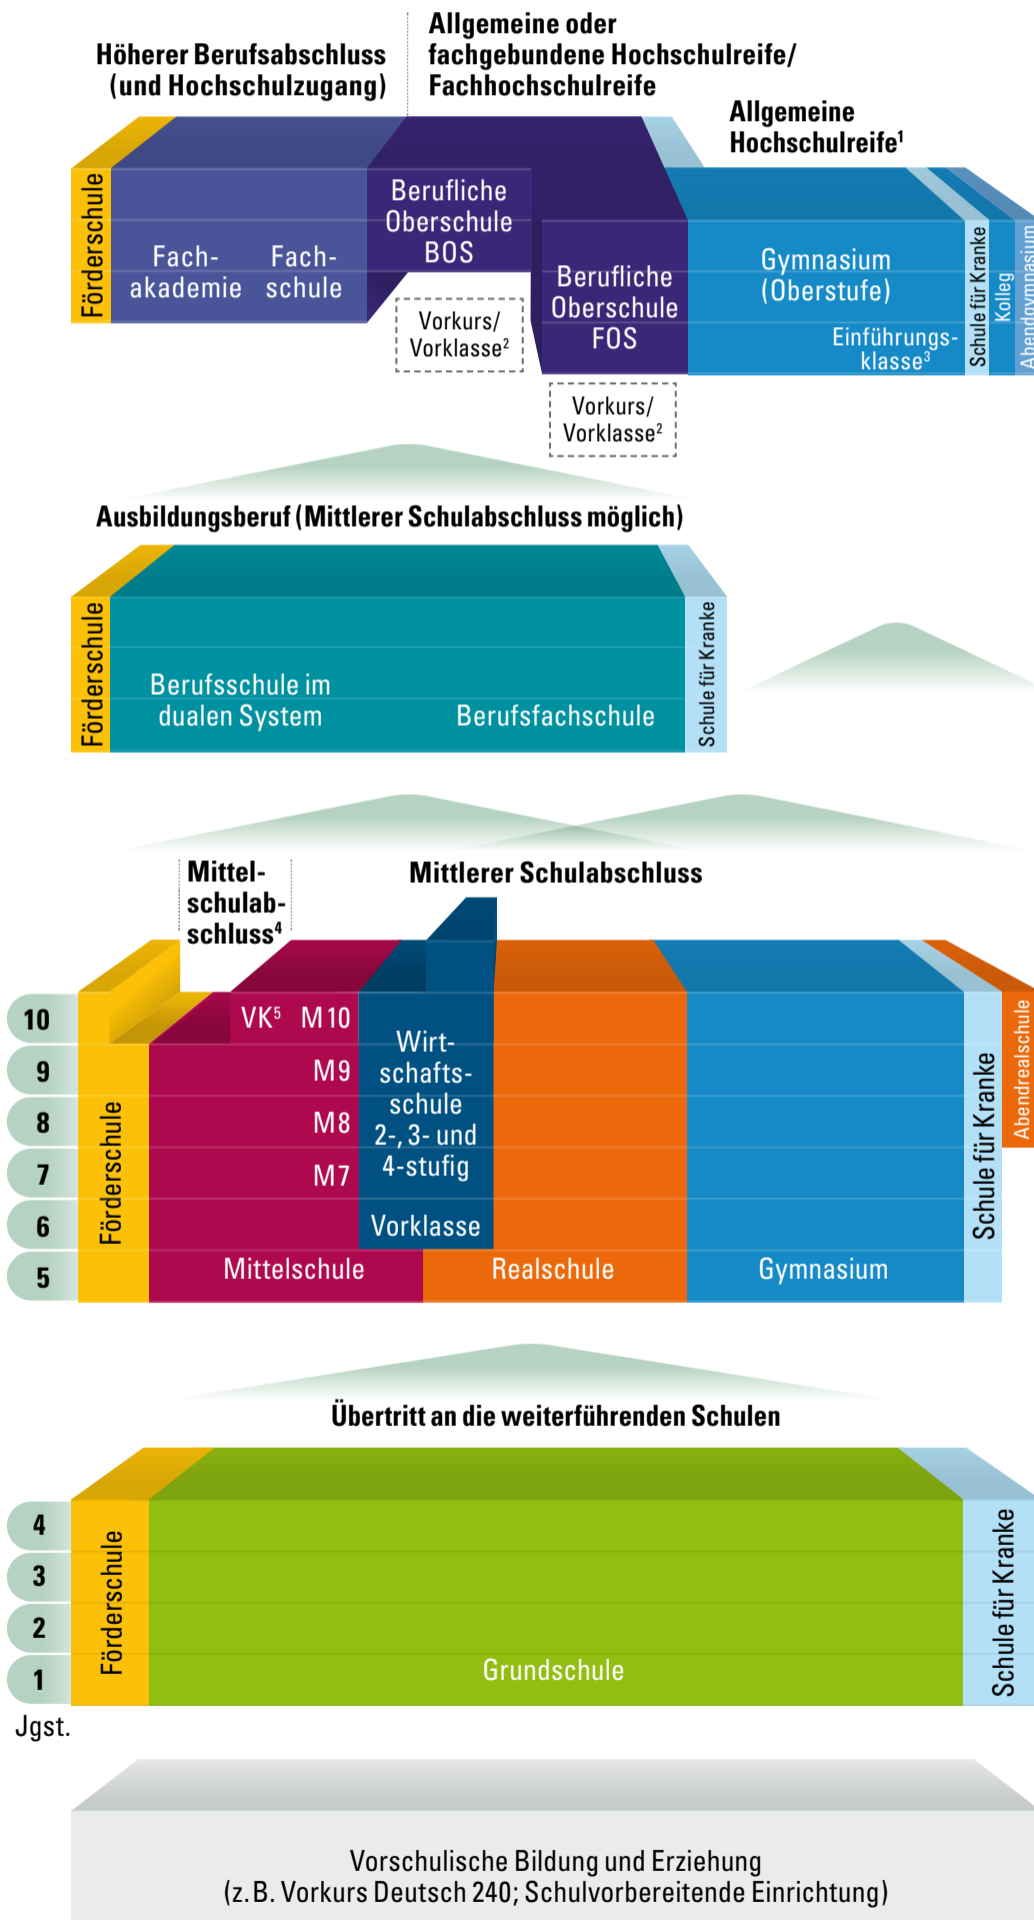 Höherer Berufsabschluss
(und Hochschulzugang)
Allgemeine oder
fachgebundene Hochschulreife/
Fachhochschulreife
Allgemeine
Hochschulreife¹
Förderschule
Fach-
akademie
Fach-
schule
Berufliche
Oberschule
BOS
Vorkurs/
Vorklasse²
Berufliche
Oberschule
FOS
Vorkurs/
Vorklasse²
Gymnasium
(Oberstufe)
Einführungs-
klasse³
Schule für Kranke
Kolleg
Abendgymnasium
Ausbildungsberuf (Mittlerer Schulabschluss möglich)
Förderschule
Berufsschule im
dualen System
Berufsfachschule
Schule für Kranke
Mittel-
schulab-
schluss⁴
Mittlerer Schulabschluss
10
9
8
7
6
5
Förderschule
VK⁵ M10
M9
M8
M7
Mittelschule
Wirt-
schafts-
schule
2-, 3- und
4-stufig
Vorklasse
Realschule
Gymnasium
Schule für Kranke
Abendrealschule
Übertritt an die weiterführenden Schulen
4
3
2
1
Jgst.
Förderschule
Grundschule
Schule für Kranke
Vorschulische Bildung und Erziehung
(z. B. Vorkurs Deutsch 240; Schulvorbereitende Einrichtung)